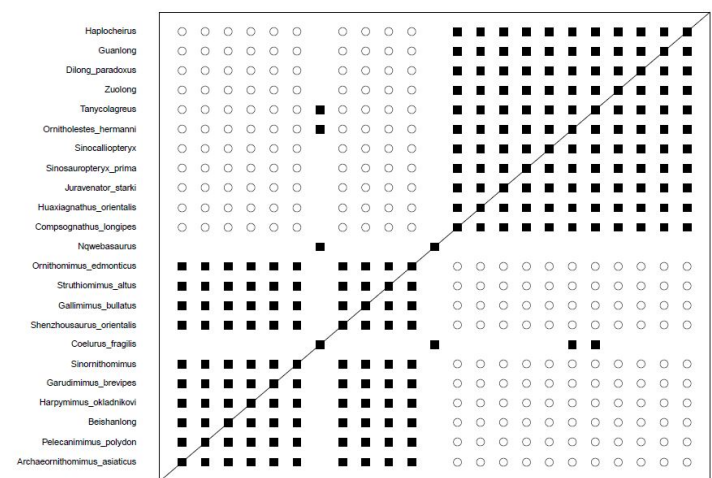 Haplocheirus
Guanlong
Dilong_paradoxus
Zuolong
Tanycolagreus
Ornitholestes_hermanni
Sinocalliopteryx
Sinosauropteryx_prima
Juravenator_starki
Huaxiagnathus_orientalis
Compsognathus_longipes
Nqwebasaurus
Ornithomimus_edmonticus
Struthiomimus_altus
Gallimimus_bullatus
Shenzhousaurus_orientalis
Coelurus_fragilis
Sinornithomimus
Garudimimus_brevipes
Harpymimus_okladnikovi
Beishanlong
Pelecanimimus_polydon
Archaeornithomimus_asiaticus